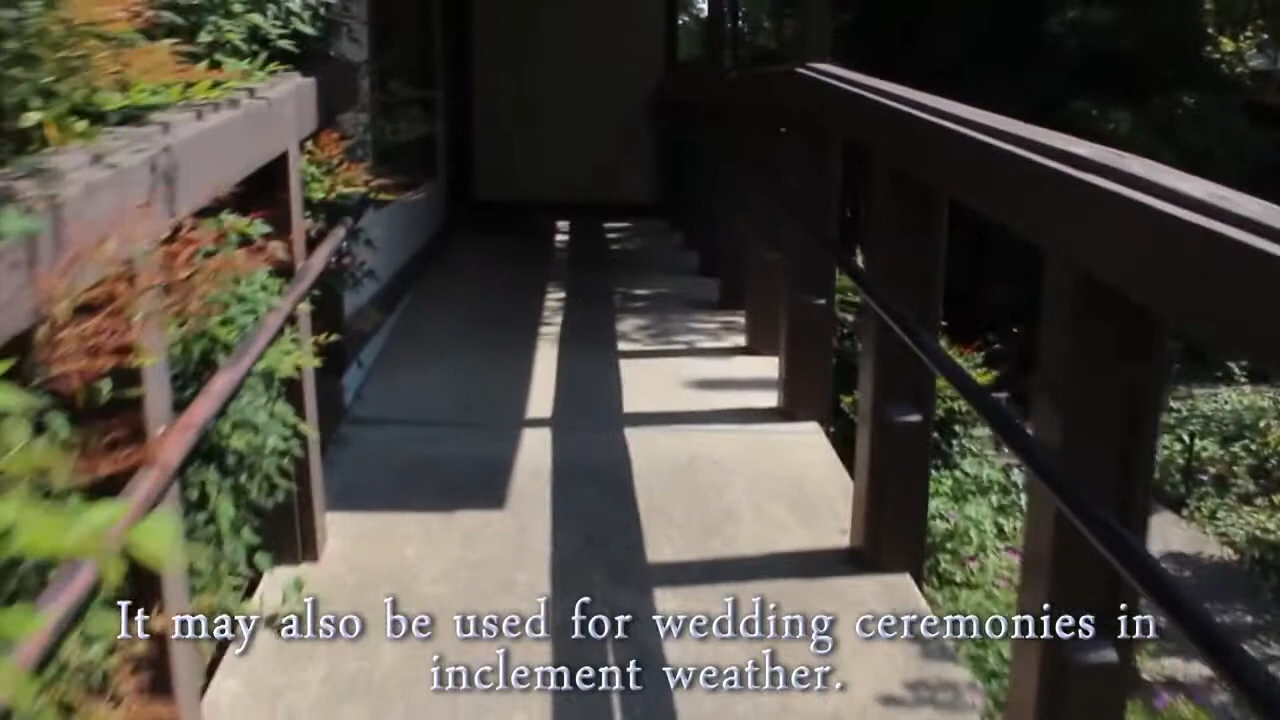 It may also be used for wedding ceremonies in
inclement weather.